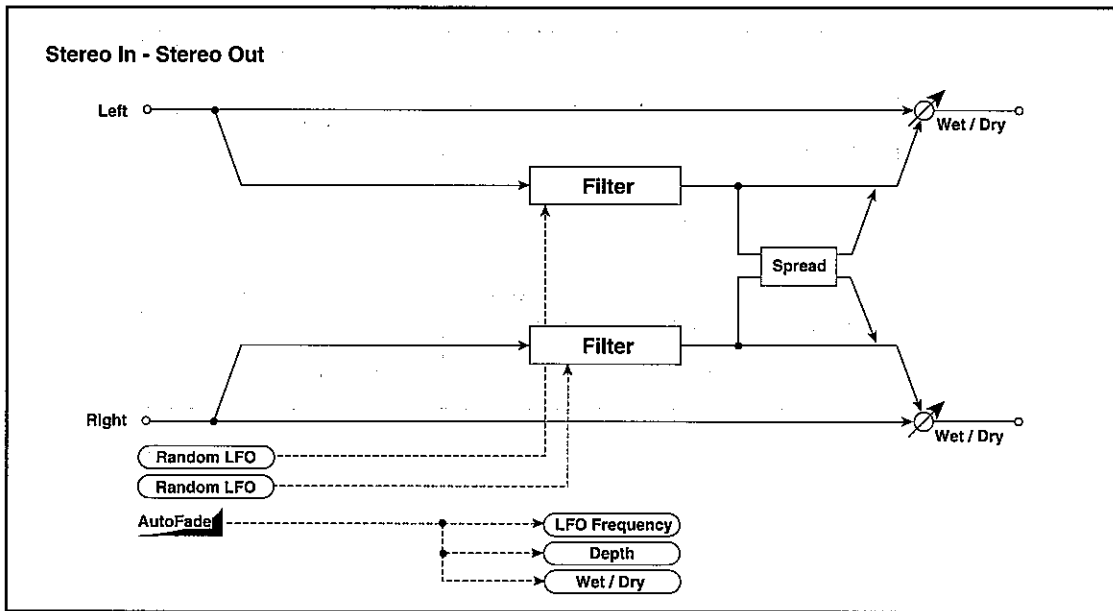 Stereo In - Stereo Out
Left
Wet / Dry
Filter
Spread
Filter
Right
Wet / Dry
Random LFO
Random LFO
AutoFade
LFO Frequency
Depth
Wet / Dry